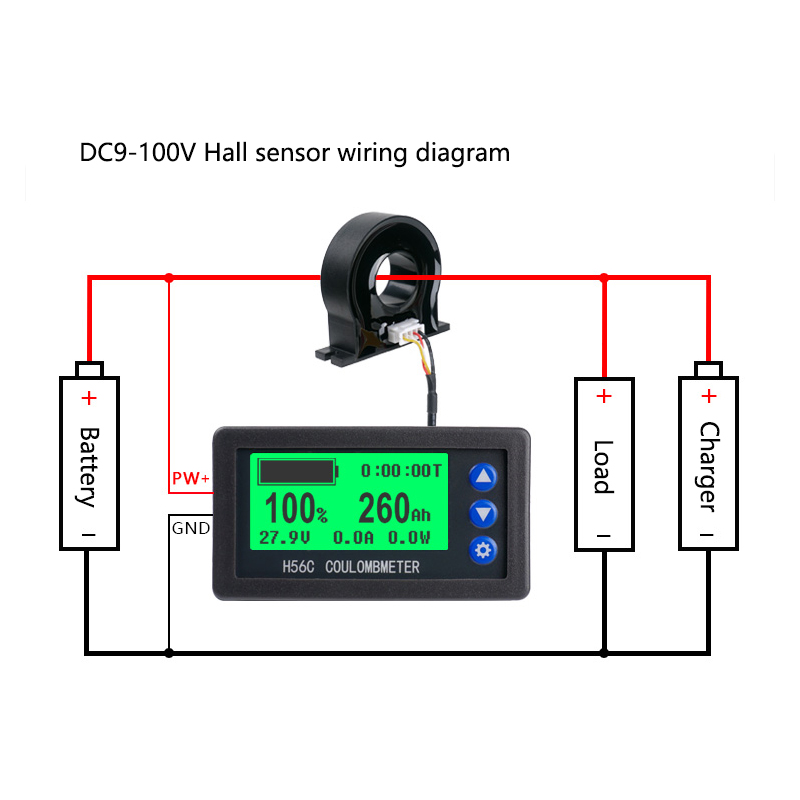 DC9-100V Hall sensor wiring diagram
+
+
+
Battery
Load
Charger
PW+
GND
0:00:00T
100% 260Ah
27.9V 0.0A 0.0W
H56C COULOMBMETER
−
−
−